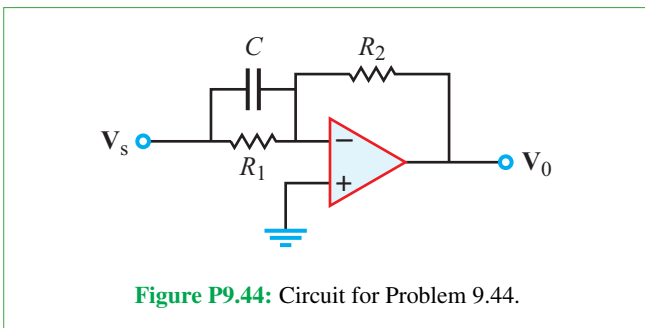 C
R2
Vs
R1
−
+
V0
Figure P9.44: Circuit for Problem 9.44.